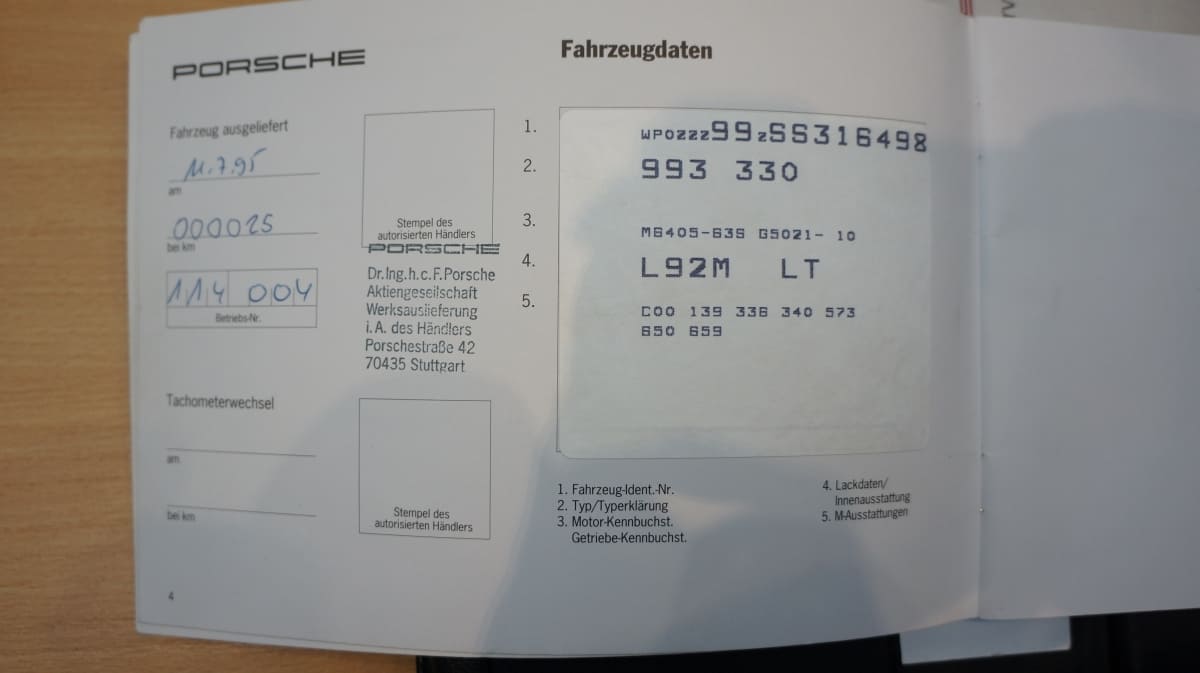 PORSCHE
Fahrzeug ausgeliefert
11.7.95
am
000025
bei km
114 004
Betriebs-Nr.
Tachometerwechsel
am
bei km
4
Stempel des
autorisierten Händlers
PORSCHE
Dr.Ing.h.c.F.Porsche
Aktiengesellschaft
Werksauslieferung
i.A. des Händlers
Porschestraße 42
70435 Stuttgart
Stempel des
autorisierten Händlers
Fahrzeugdaten
1. WP0ZZZ99ZSS316498
2. 993 330
3. M6405-63S G5021- 10
4. L92M LT
5. C00 139 336 340 573
650 659
1. Fahrzeug-Ident.-Nr.
2. Typ/Typerklärung
3. Motor-Kennbuchst.
Getriebe-Kennbuchst.
4. Lackdaten/
Innenausstattung
5. M-Ausstattungen